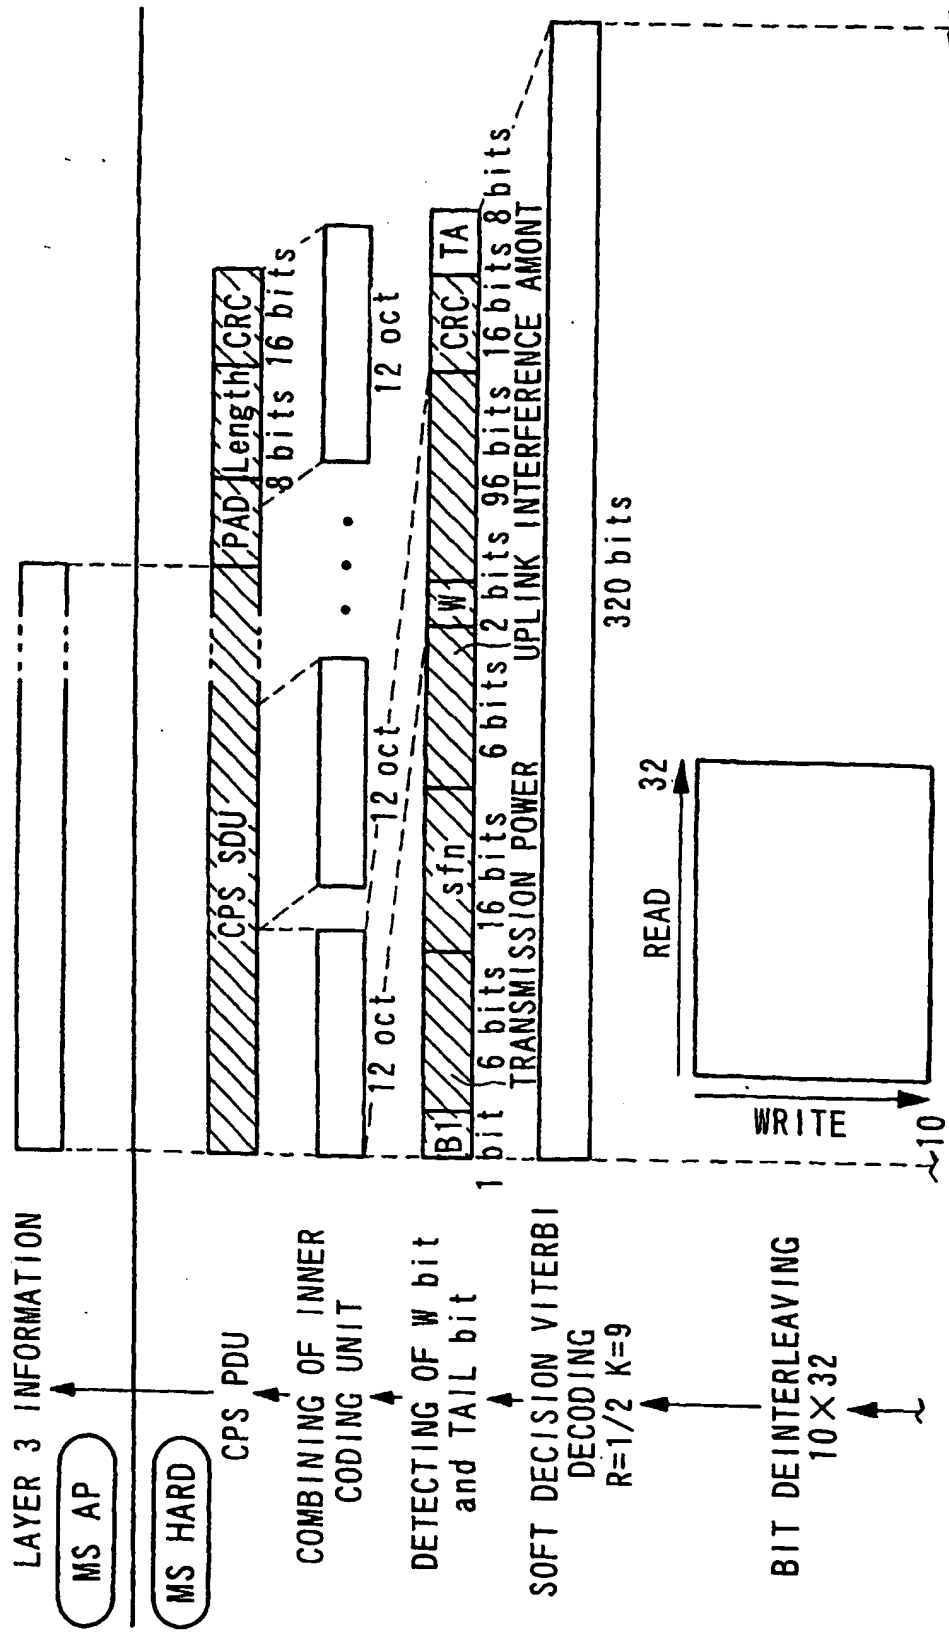 LAYER 3 INFORMATION
MS AP
MS HARD
CPS PDU
CPS SDU
PAD
Length
CRC
8 bits
16 bits
COMBINING OF INNER
CODING UNIT
12 oct
12 oct
12 oct
DETECTING OF W bit
and TAIL bit
BI
sfn
W
CRC
TA
1 bit
6 bits
16 bits
6 bits
2 bits
96 bits
16 bits
8 bits
TRANSMISSION POWER
UPLINK INTERFERENCE AMONT
SOFT DECISION VITERBI
DECODING
R=1/2 K=9
320 bits
READ
32
WRITE
10
BIT DEINTERLEAVING
10×32